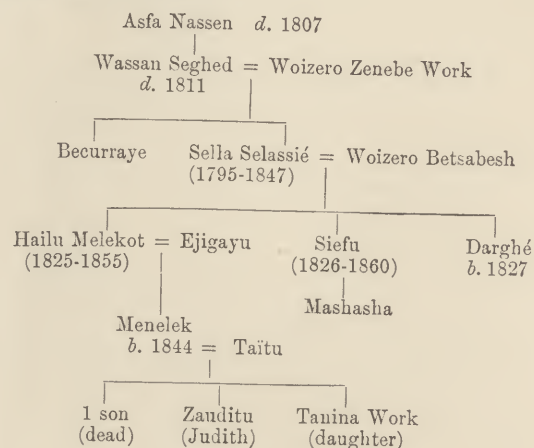 Asfa Nassen d. 1807
Wassan Seghed = Woizero Zenebe Work
d. 1811
Becurraye Sella Selassié = Woizero Betsabesh
(1795-1847)
Hailu Melekot = Ejigayu Siefu Darghé
(1825-1855) (1826-1860) b. 1827
Mashasha
Menelek
b. 1844 = Taïtu
1 son Zauditu Tanina Work
(dead) (Judith) (daughter)